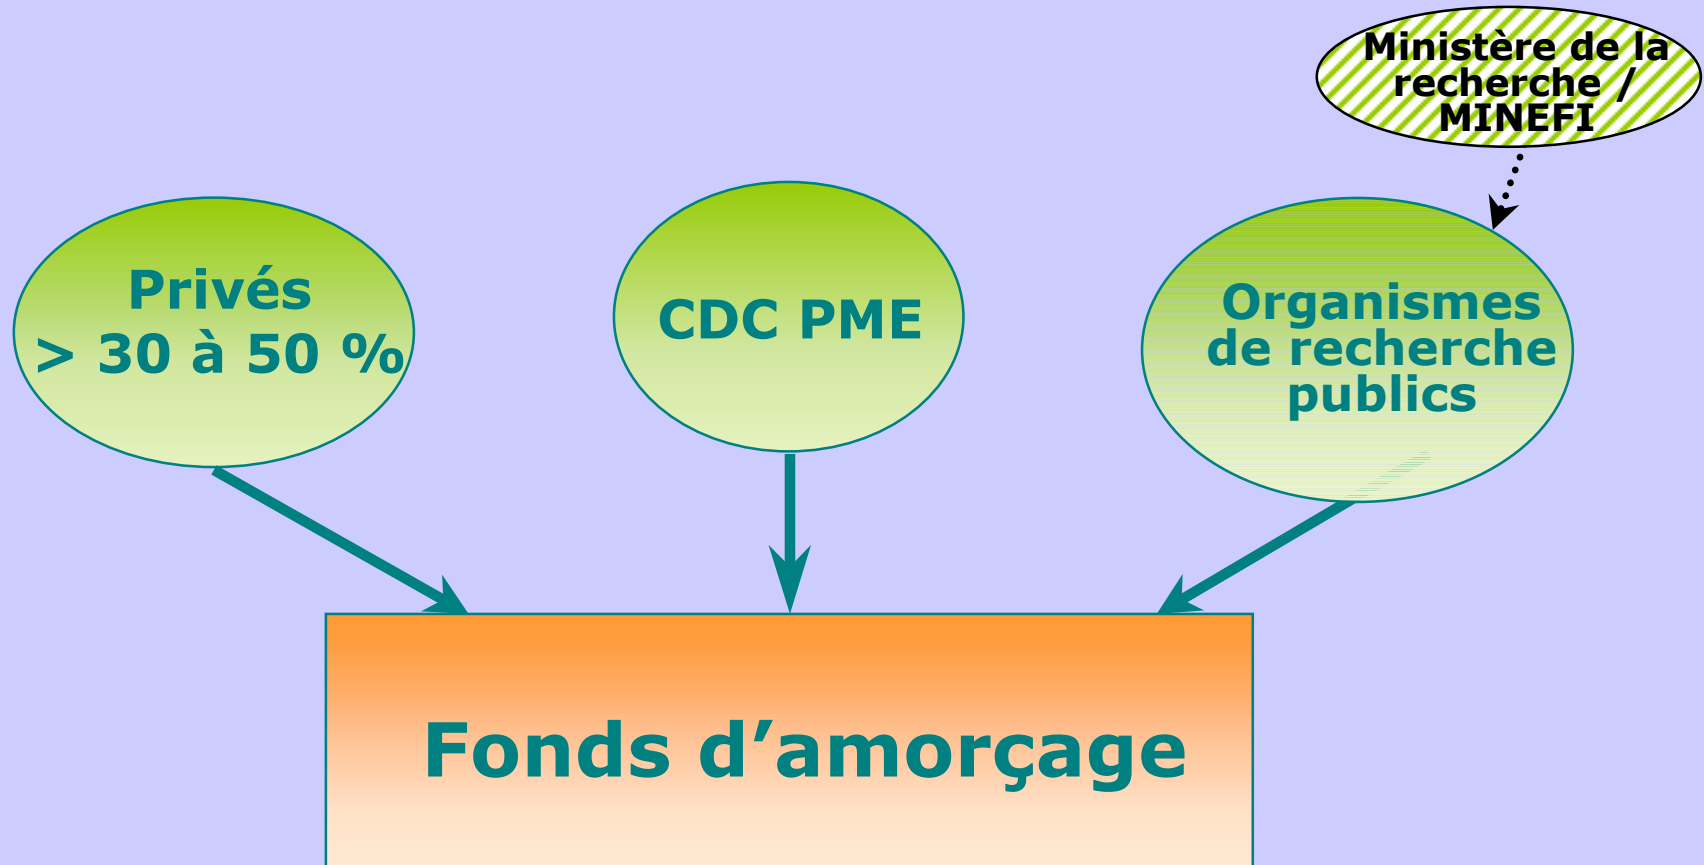 Ministère de la
recherche /
MINEFI
Privés
> 30 à 50 %
CDC PME
Organismes
de recherche
publics
Fonds d’amorçage